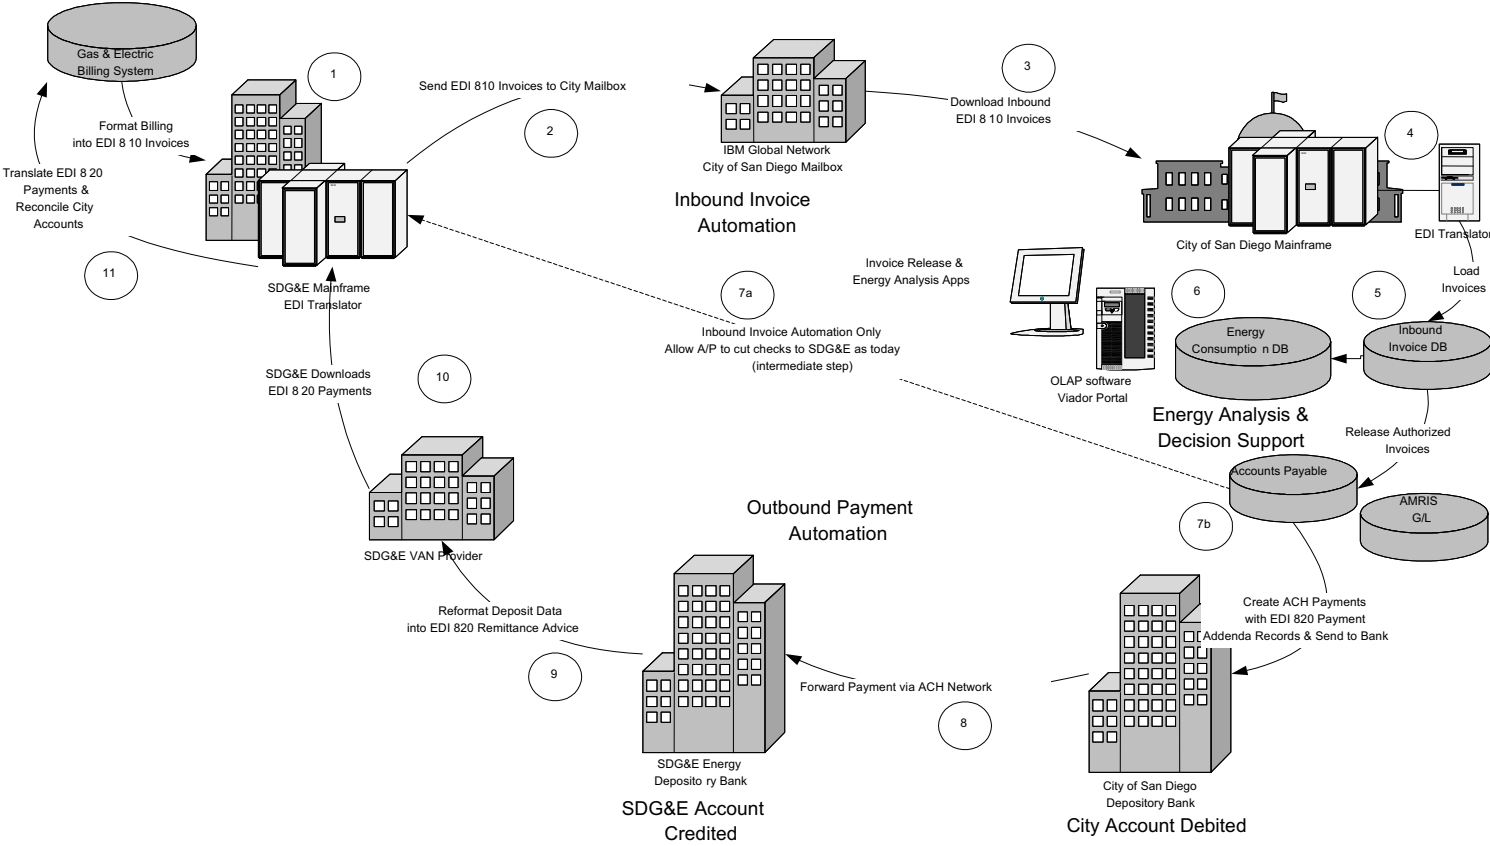 Gas & Electric
Billing System
1
Format Billing
into EDI 8 10 Invoices
Translate EDI 8 20
Payments &
Reconcile City
Accounts
11
SDG&E Mainframe
EDI Translator
Send EDI 810 Invoices to City Mailbox
2
IBM Global Network
City of San Diego Mailbox
Inbound Invoice
Automation
3
Download Inbound
EDI 8 10 Invoices
4
City of San Diego Mainframe
EDI Translator
Load
Invoices
Invoice Release &
Energy Analysis Apps
7a
Inbound Invoice Automation Only
Allow A/P to cut checks to SDG&E as today
(intermediate step)
6
5
Energy
Consumptio n DB
Inbound
Invoice DB
OLAP software
Viador Portal
Energy Analysis &
Decision Support
Release Authorized
Invoices
Accounts Payable
AMRIS
G/L
7b
SDG&E Downloads
EDI 8 20 Payments
10
SDG&E VAN Provider
Outbound Payment
Automation
Create ACH Payments
with EDI 820 Payment
Addenda Records & Send to Bank
Reformat Deposit Data
into EDI 820 Remittance Advice
9
Forward Payment via ACH Network
8
SDG&E Energy
Deposito ry Bank
SDG&E Account
Credited
City of San Diego
Depository Bank
City Account Debited